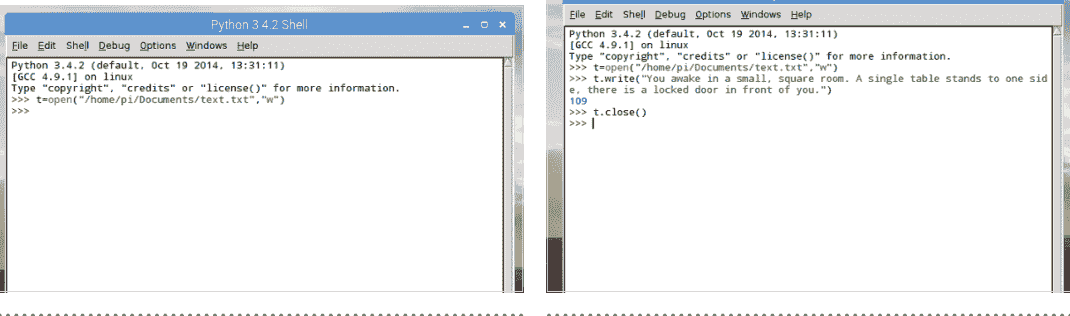 Python 3.4.2 Shell
File Edit Shell Debug Options Windows Help
Python 3.4.2 (default, Oct 19 2014, 13:31:11)
[GCC 4.9.1] on linux
Type "copyright", "credits" or "license()" for more information.
>>> t=open("/home/pi/Documents/text.txt","w")
>>>
File Edit Shell Debug Options Windows Help
Python 3.4.2 (default, Oct 19 2014, 13:31:11)
[GCC 4.9.1] on linux
Type "copyright", "credits" or "license()" for more information.
>>> t=open("/home/pi/Documents/text.txt","w")
>>> t.write("You awake in a small, square room. A single table stands to one sid
e, there is a locked door in front of you.")
109
>>> t.close()
>>>